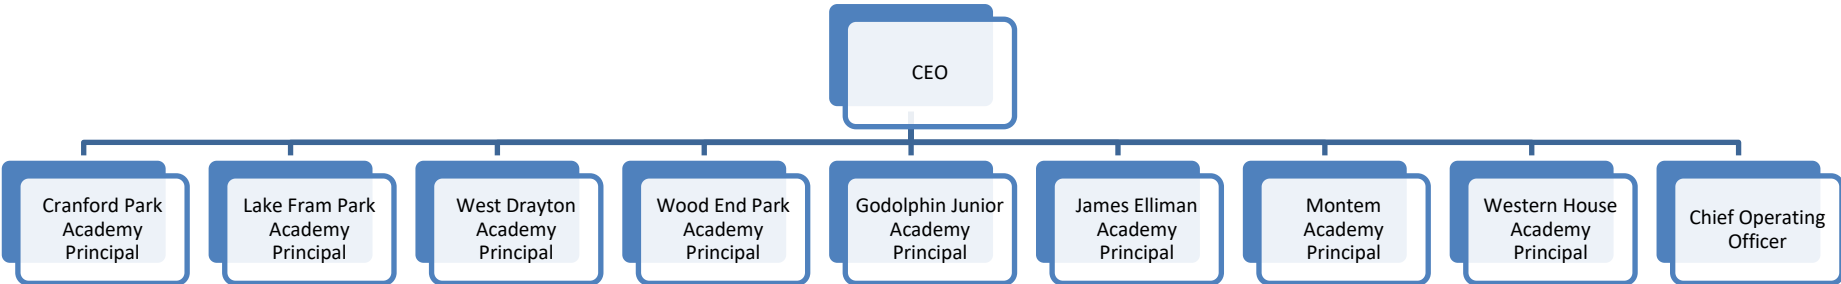 CEO
Cranford Park
Academy
Principal
Lake Fram Park
Academy
Principal
West Drayton
Academy
Principal
Wood End Park
Academy
Principal
Godolphin Junior
Academy
Principal
James Elliman
Academy
Principal
Montem
Academy
Principal
Western House
Academy
Principal
Chief Operating
Officer